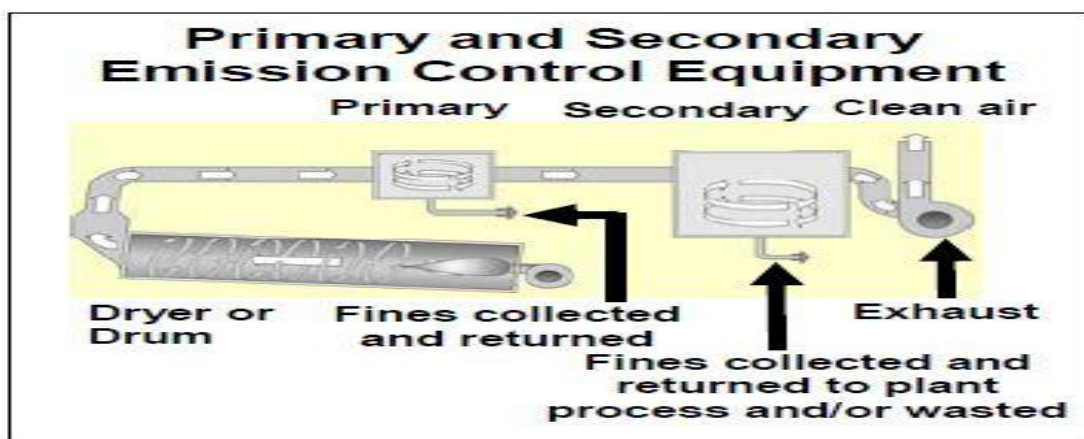 Primary and Secondary
Emission Control Equipment
Primary
Secondary
Clean air
Dryer or
Drum
Fines collected
and returned
Exhaust
Fines collected and
returned to plant
process and/or wasted